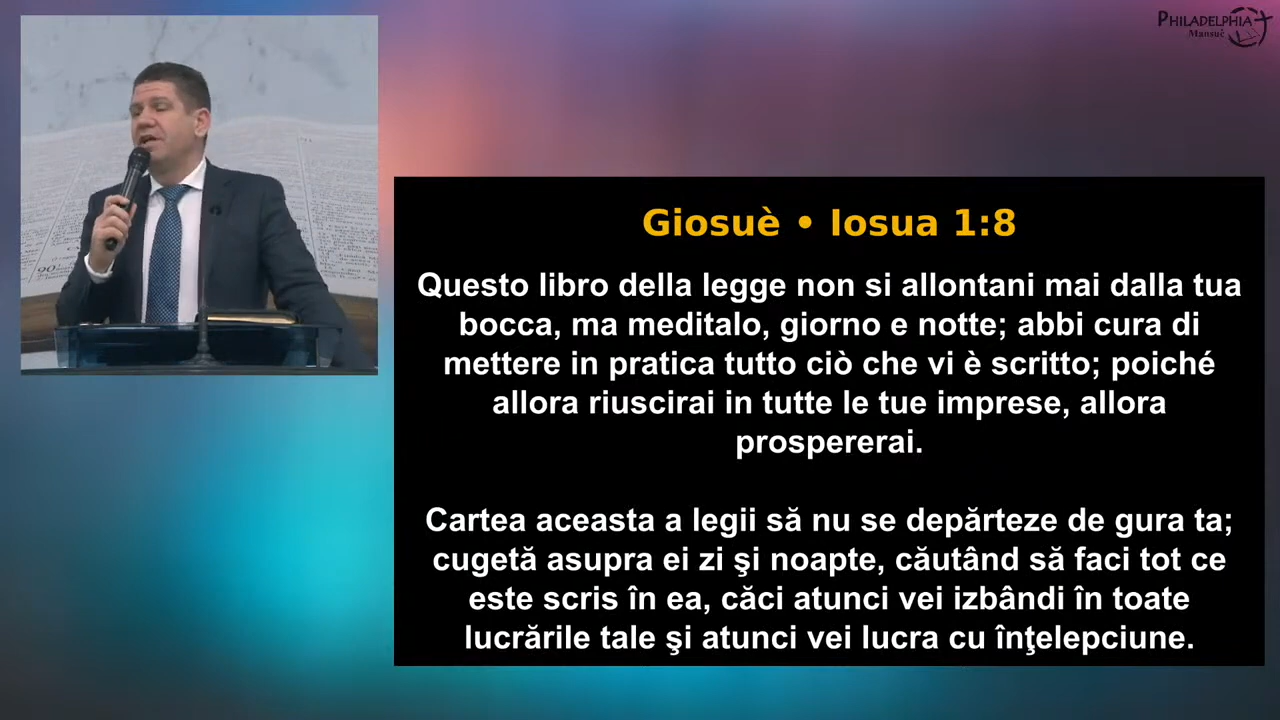 PHILADELPHIA
Mansuè
Giosuè • Iosua 1:8
Questo libro della legge non si allontani mai dalla tua
bocca, ma meditalo, giorno e notte; abbi cura di
mettere in pratica tutto ciò che vi è scritto; poiché
allora riuscirai in tutte le tue imprese, allora
prospererai.
Cartea aceasta a legii să nu se depărteze de gura ta;
cugetă asupra ei zi şi noapte, căutând să faci tot ce
este scris în ea, căci atunci vei izbândi în toate
lucrările tale şi atunci vei lucra cu înţelepciune.